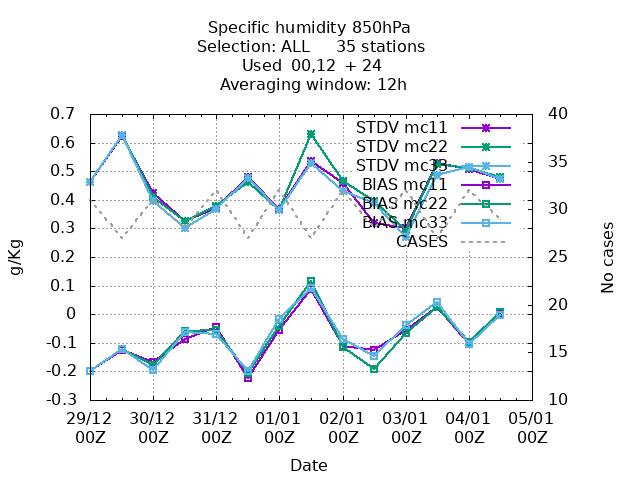 Specific humidity 850hPa
Selection: ALL 35 stations
Used 00,12 + 24
Averaging window: 12h
0.7
0.6
0.5
0.4
0.3
0.2
0.1
0
-0.1
-0.2
-0.3
g/Kg
40
35
30
25
20
15
10
No cases
STDV mc11
STDV mc22
STDV mc33
BIAS mc11
BIAS mc22
BIAS mc33
CASES
29/12 30/12 31/12 01/01 02/01 03/01 04/01 05/01
00Z 00Z 00Z 00Z 00Z 00Z 00Z 00Z
Date